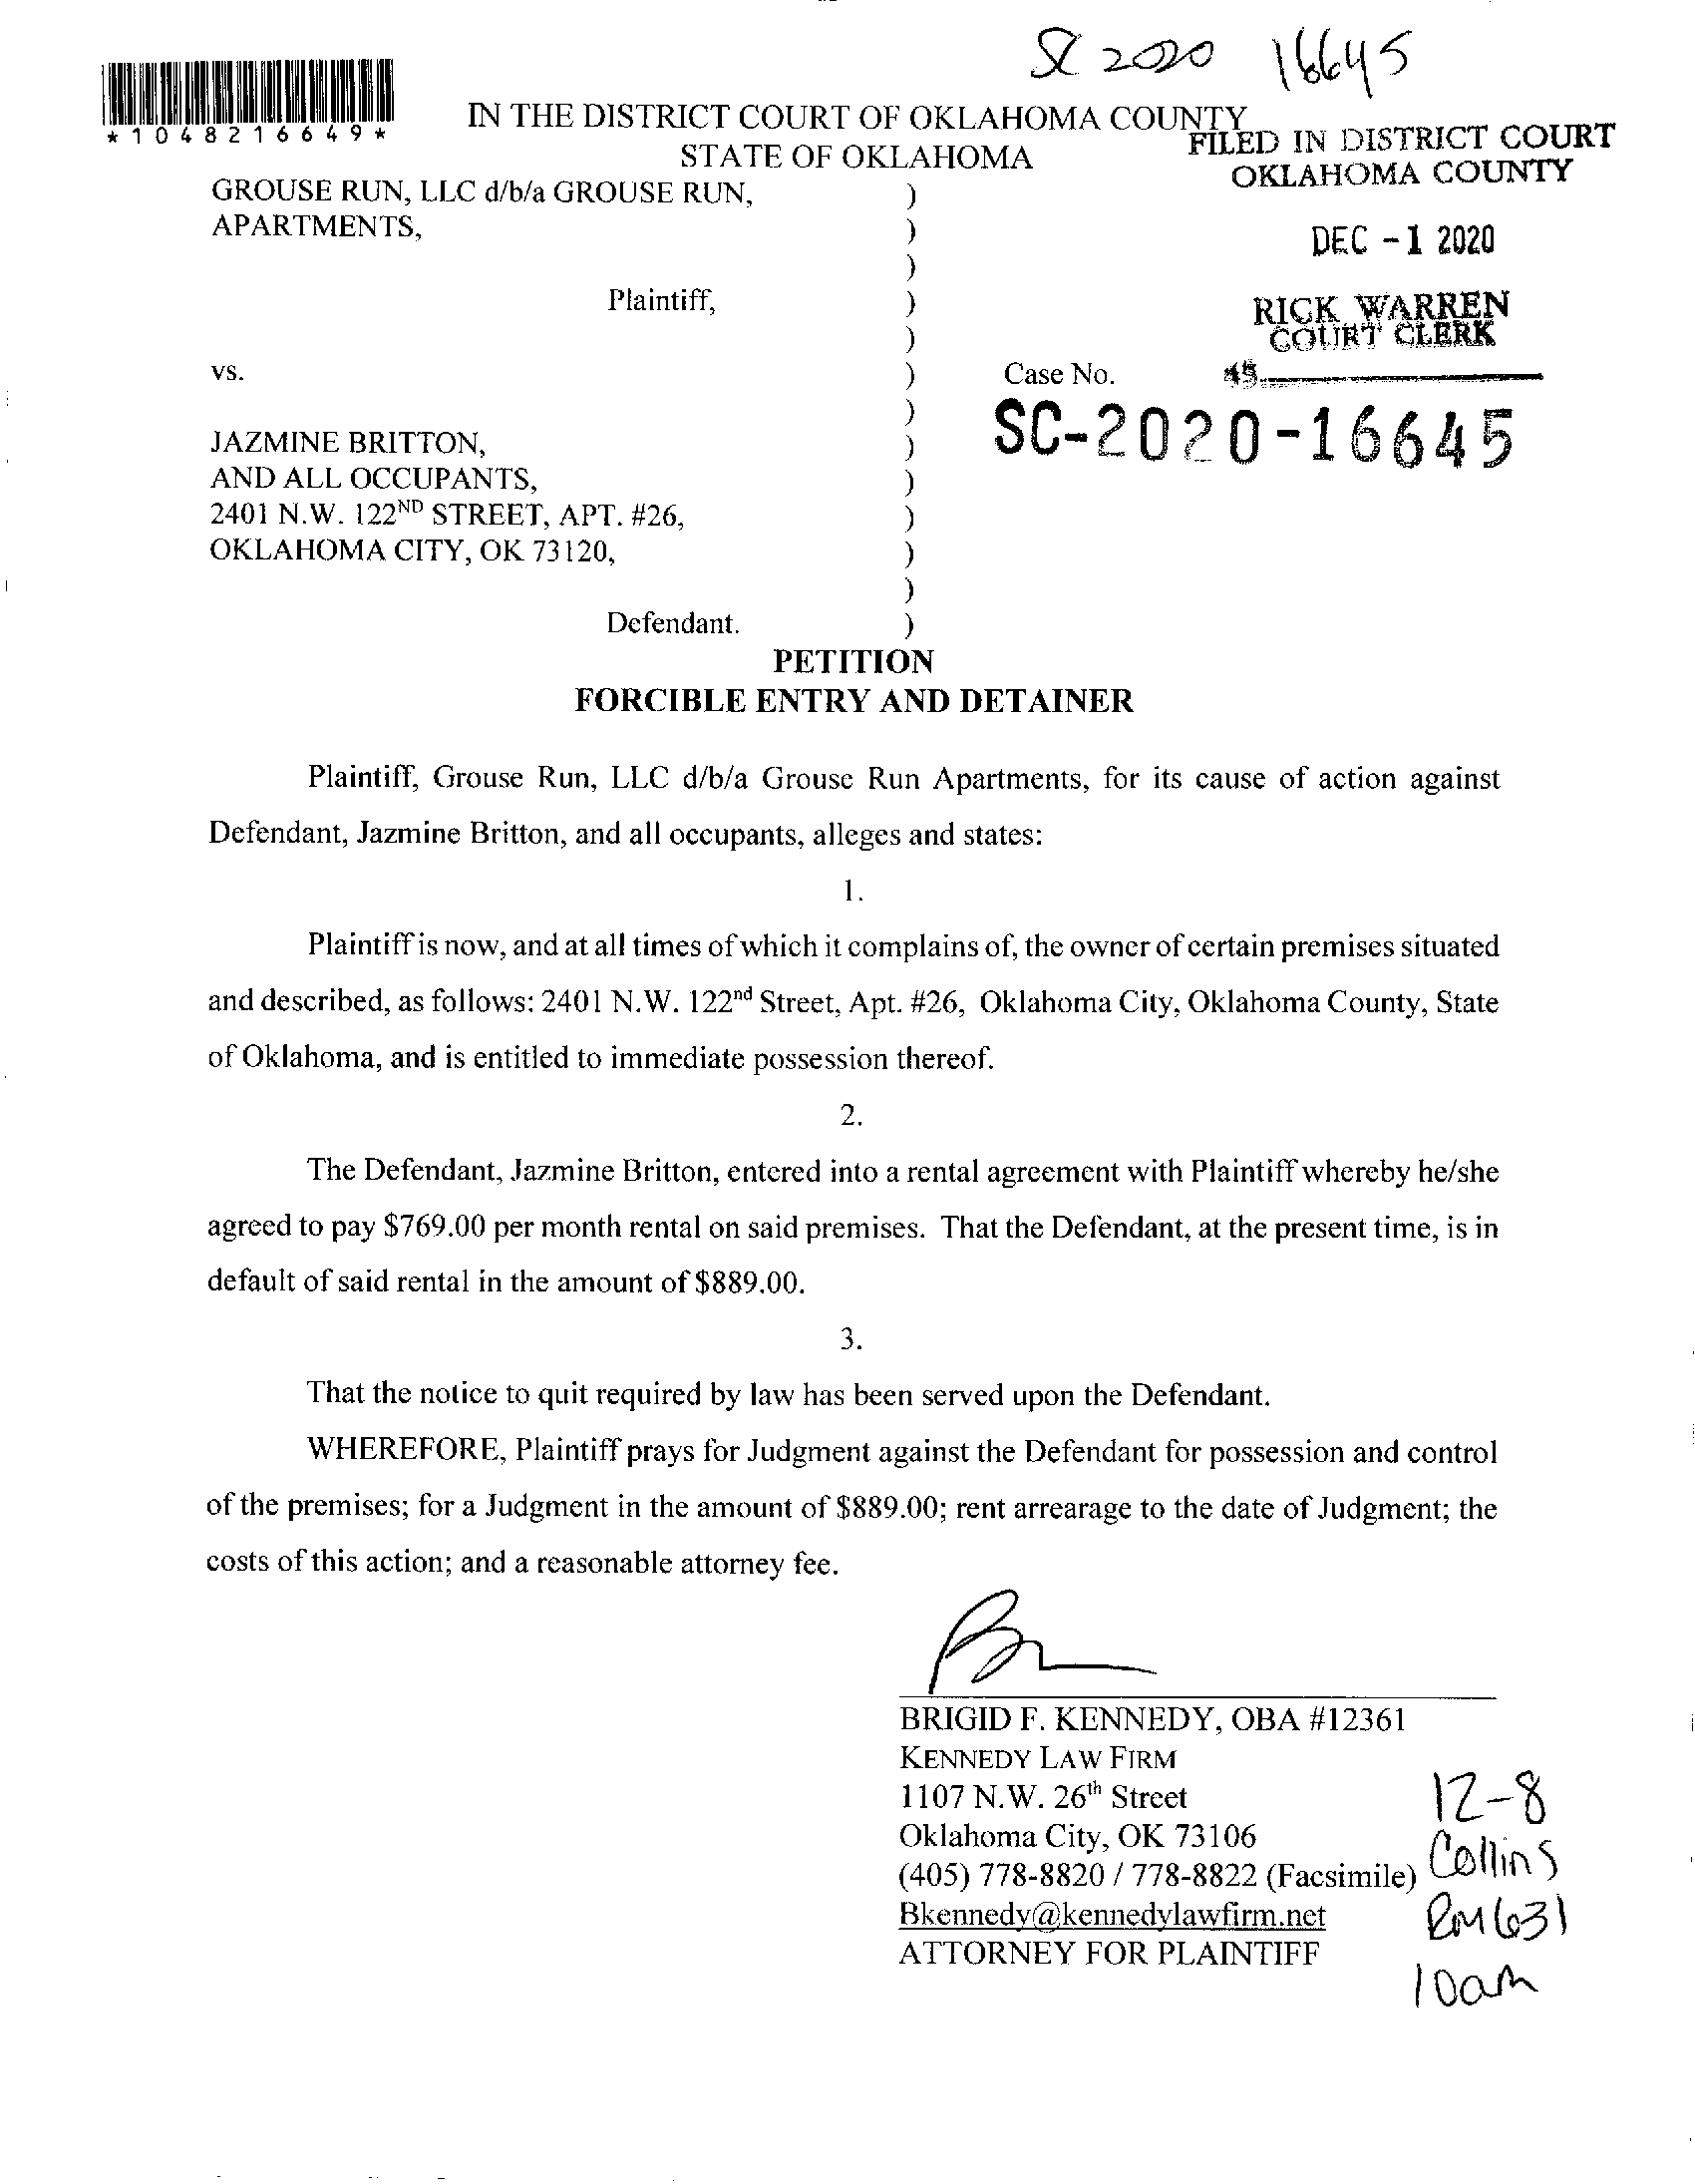 SC 2020 16645
*1048216649*
IN THE DISTRICT COURT OF OKLAHOMA COUNTY
STATE OF OKLAHOMA
FILED IN DISTRICT COURT
OKLAHOMA COUNTY
DEC -1 2020
RICK WARREN
COURT CLERK
45
GROUSE RUN, LLC d/b/a GROUSE RUN, )
APARTMENTS, )
)
Plaintiff, )
)
vs. ) Case No.
)
SC-2020-16645
JAZMINE BRITTON, )
AND ALL OCCUPANTS, )
2401 N.W. 122ND STREET, APT. #26, )
OKLAHOMA CITY, OK 73120, )
)
Defendant. )
PETITION
FORCIBLE ENTRY AND DETAINER
Plaintiff, Grouse Run, LLC d/b/a Grouse Run Apartments, for its cause of action against
Defendant, Jazmine Britton, and all occupants, alleges and states:
1.
Plaintiff is now, and at all times of which it complains of, the owner of certain premises situated
and described, as follows: 2401 N.W. 122nd Street, Apt. #26, Oklahoma City, Oklahoma County, State
of Oklahoma, and is entitled to immediate possession thereof.
2.
The Defendant, Jazmine Britton, entered into a rental agreement with Plaintiff whereby he/she
agreed to pay $769.00 per month rental on said premises. That the Defendant, at the present time, is in
default of said rental in the amount of $889.00.
3.
That the notice to quit required by law has been served upon the Defendant.
WHEREFORE, Plaintiff prays for Judgment against the Defendant for possession and control
of the premises; for a Judgment in the amount of $889.00; rent arrearage to the date of Judgment; the
costs of this action; and a reasonable attorney fee.
BRIGID F. KENNEDY, OBA #12361
KENNEDY LAW FIRM
1107 N.W. 26th Street
Oklahoma City, OK 73106
(405) 778-8820 / 778-8822 (Facsimile)
Bkennedy@kennedylawfirm.net
ATTORNEY FOR PLAINTIFF
12-8
Collins
RM 631
10am